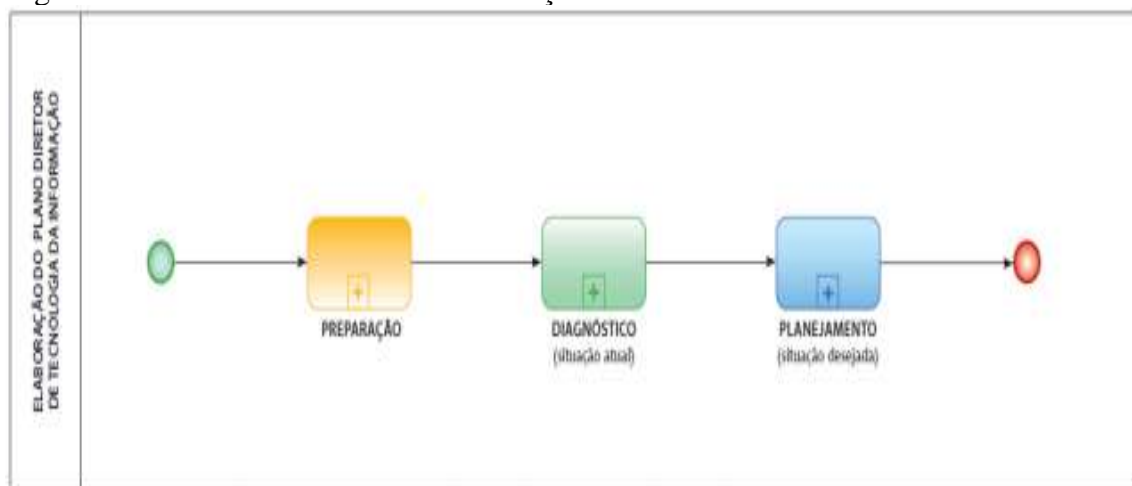 ELABORAÇÃO DO PLANO DIRETOR
DE TECNOLOGIA DA INFORMAÇÃO
PREPARAÇÃO
DIAGNÓSTICO
(situação atual)
PLANEJAMENTO
(situação desejada)